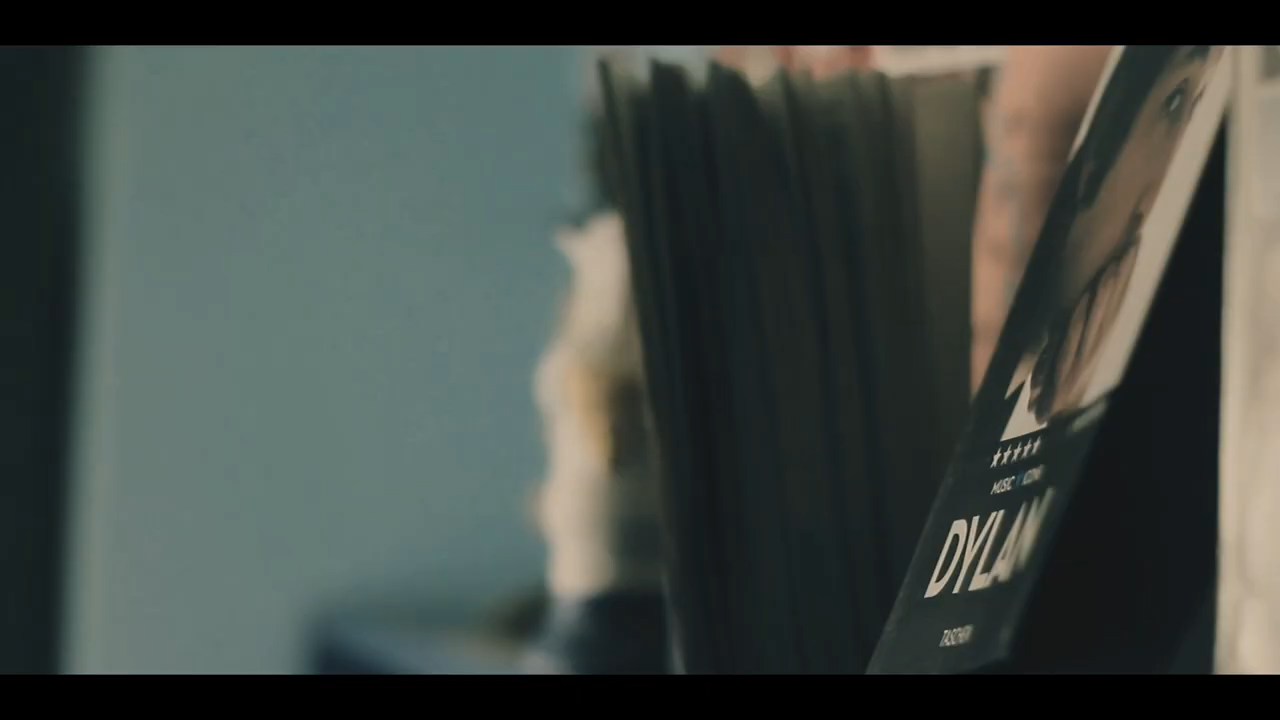 ★★★★★
MUSIC ICONS
DYLAN
TASCHEN